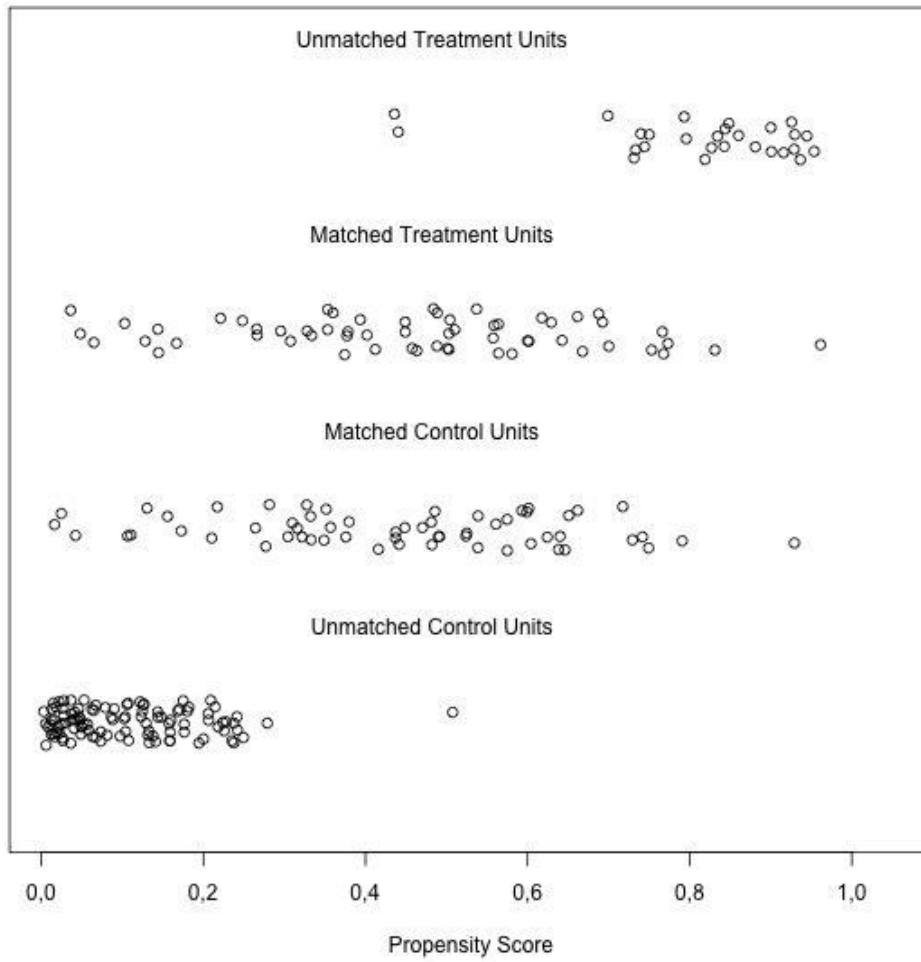 Unmatched Treatment Units
Matched Treatment Units
Matched Control Units
Unmatched Control Units
0,0 0,2 0,4 0,6 0,8 1,0
Propensity Score